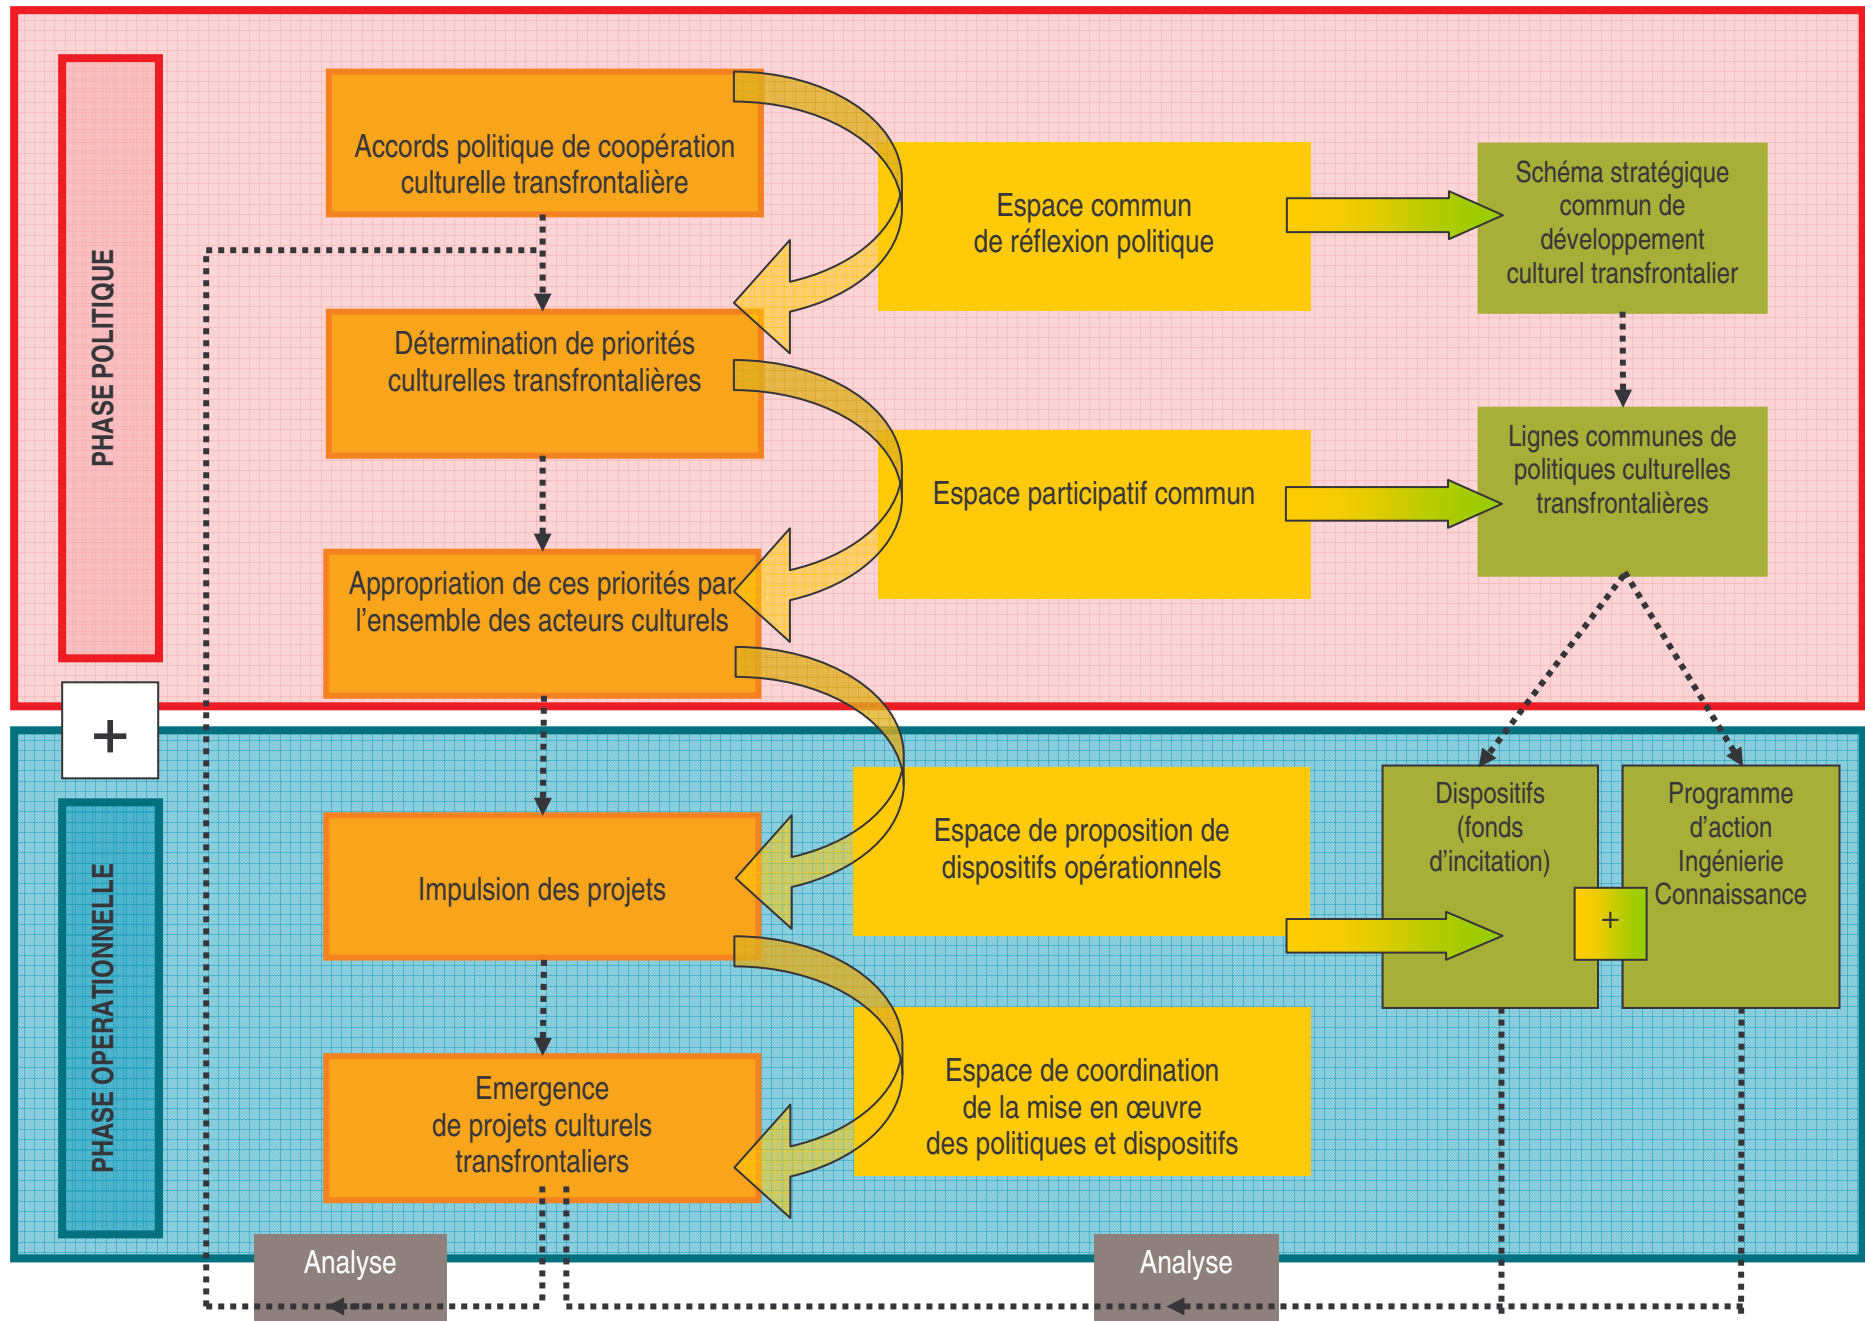 PHASE POLITIQUE
Accords politique de coopération
culturelle transfrontalière
Espace commun
de réflexion politique
Schéma stratégique
commun de
développement
culturel transfrontalier
Détermination de priorités
culturelles transfrontalières
Espace participatif commun
Lignes communes de
politiques culturelles
transfrontalières
Appropriation de ces priorités par
l'ensemble des acteurs culturels
+
PHASE OPERATIONNELLE
Impulsion des projets
Espace de proposition de
dispositifs opérationnels
Dispositifs
(fonds
d'incitation)
+
Programme
d'action
Ingénierie
Connaissance
Emergence
de projets culturels
transfrontaliers
Espace de coordination
de la mise en œuvre
des politiques et dispositifs
Analyse
Analyse